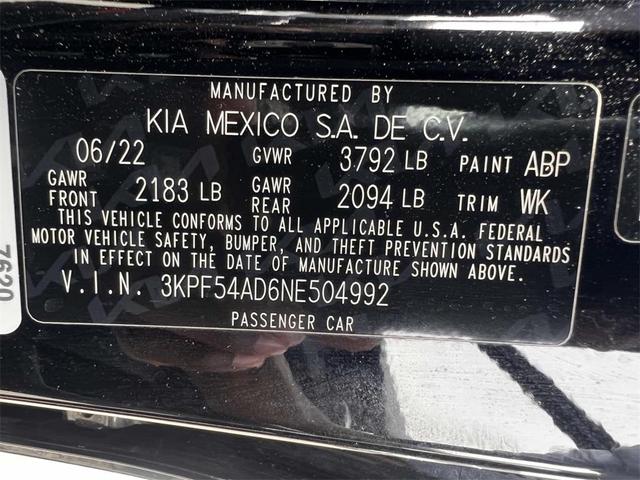 MANUFACTURED BY
KIA MEXICO S.A. DE C.V.
06/22 GVWR 3792 LB PAINT ABP
GAWR FRONT 2183 LB GAWR REAR 2094 LB TRIM WK
THIS VEHICLE CONFORMS TO ALL APPLICABLE U.S.A. FEDERAL
MOTOR VEHICLE SAFETY, BUMPER, AND THEFT PREVENTION STANDARDS
IN EFFECT ON THE DATE OF MANUFACTURE SHOWN ABOVE.
V.I.N. 3KPF54AD6NE504992
PASSENGER CAR
7620